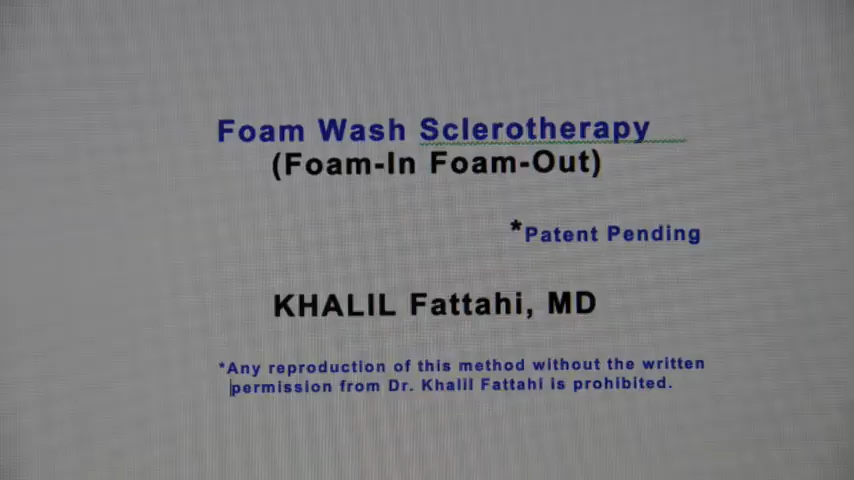 Foam Wash Sclerotherapy
(Foam-In Foam-Out)
*Patent Pending
KHALIL Fattahi, MD
*Any reproduction of this method without the written
permission from Dr. Khalil Fattahi is prohibited.